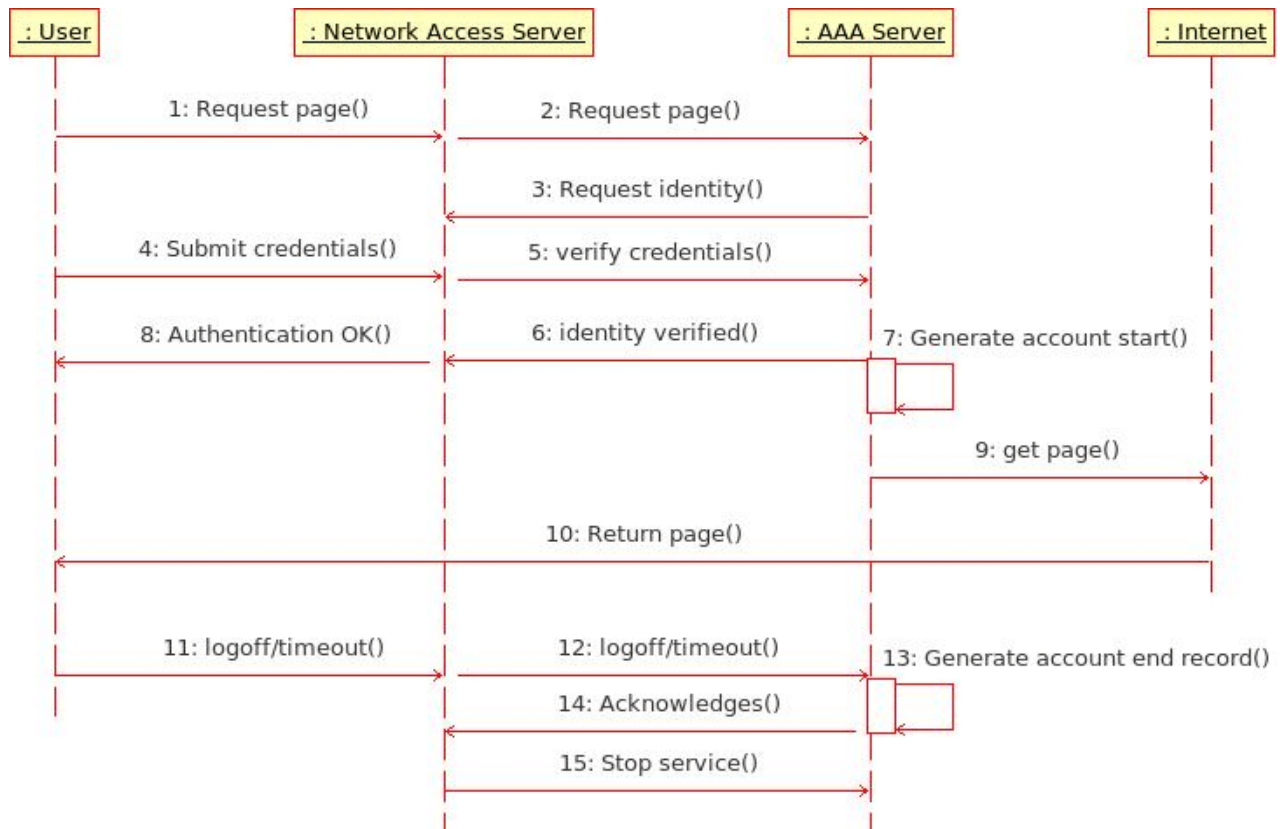 : User
: Network Access Server
: AAA Server
: Internet
1: Request page()
2: Request page()
3: Request identity()
4: Submit credentials()
5: verify credentials()
8: Authentication OK()
6: identity verified()
7: Generate account start()
9: get page()
10: Return page()
11: logoff/timeout()
12: logoff/timeout()
13: Generate account end record()
14: Acknowledges()
15: Stop service()